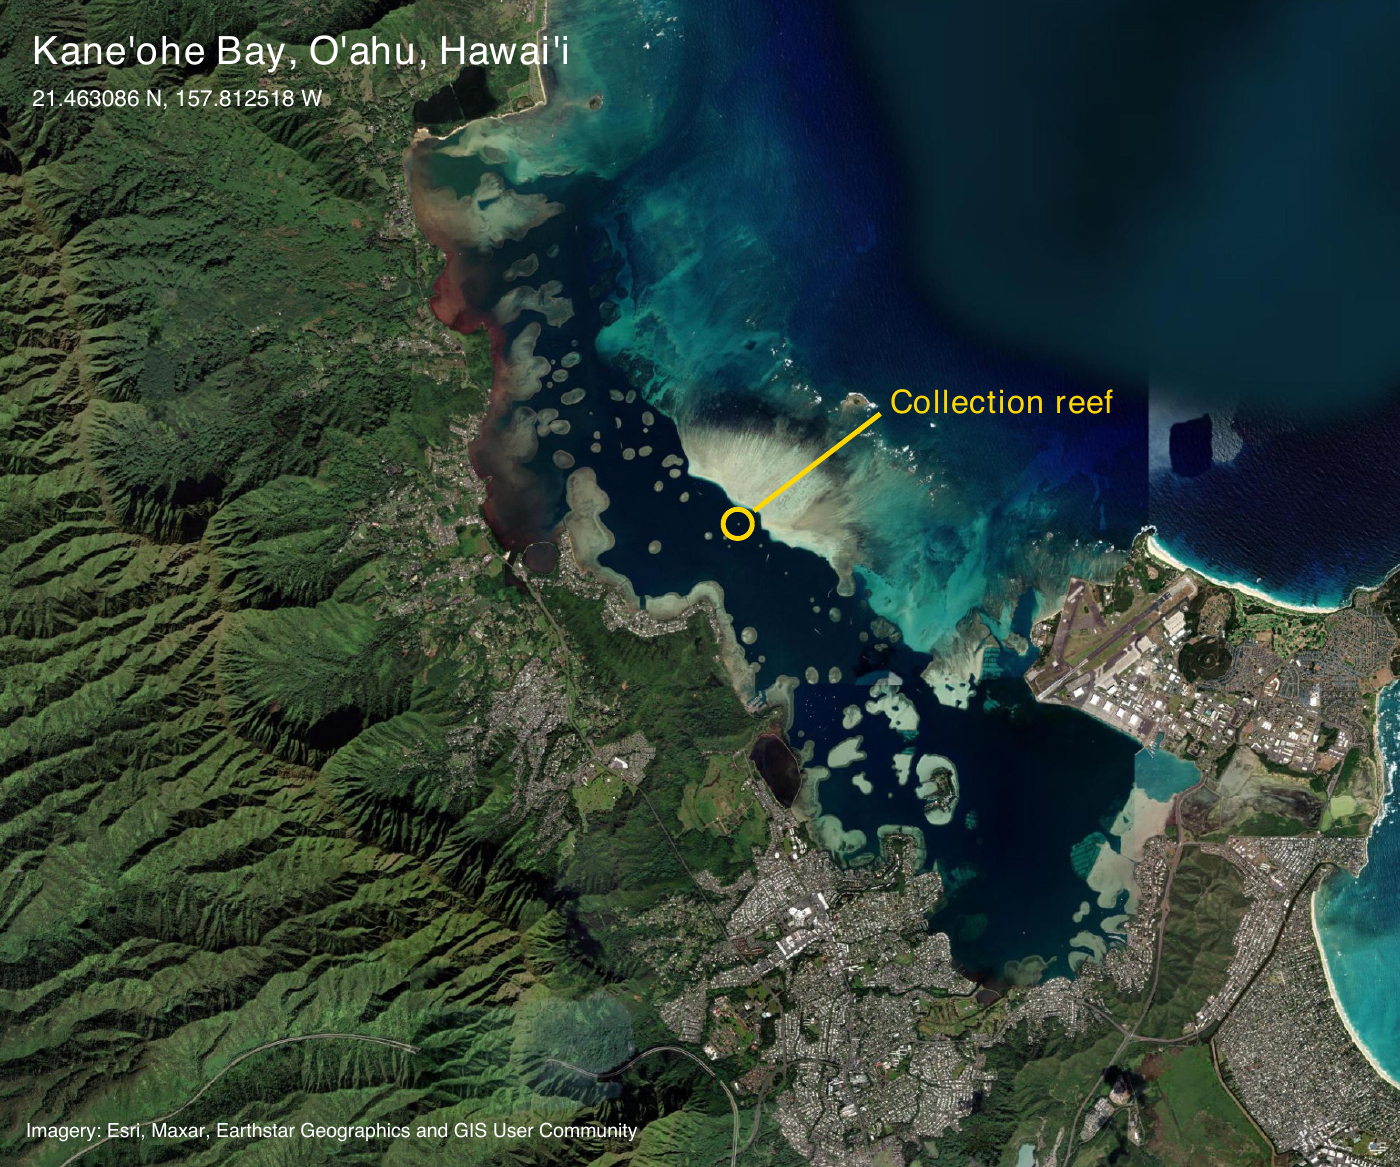 Kane'ohe Bay, O'ahu, Hawai'i
21.463086 N, 157.812518 W
Collection reef
Imagery: Esri, Maxar, Earthstar Geographics and GIS User Community